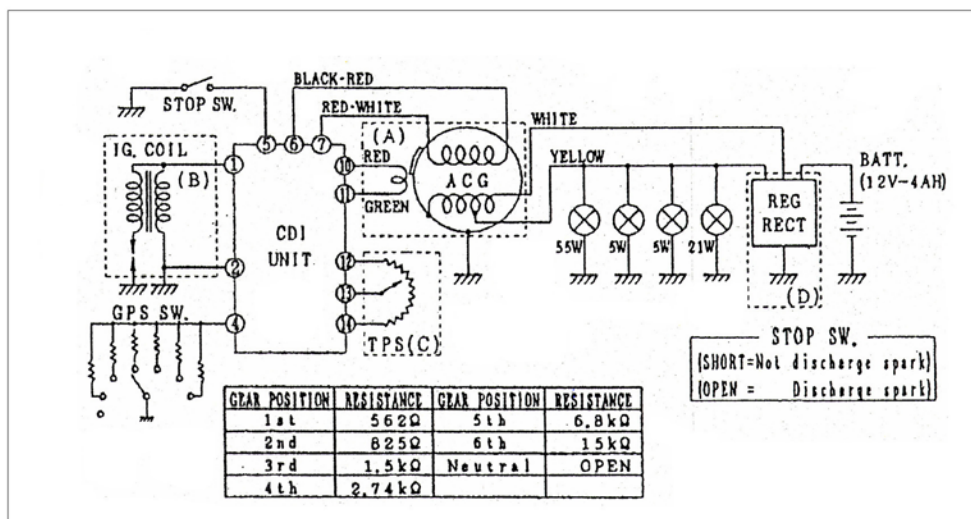 BLACK-RED
STOP SW.
RED-WHITE
WHITE
(A)
5 6 7
IG. COIL
RED
YELLOW
BATT.
(12V-4AH)
1
10
(B)
ACG
REG
RECT
11
GREEN
CDI
UNIT
55W 5W 5W 21W
2
12
13
(D)
GPS SW.
4
14
TPS(C)
STOP SW.
(SHORT=Not discharge spark)
(OPEN = Discharge spark)
GEAR POSITION RESISTANCE GEAR POSITION RESISTANCE
1st 562Ω 5th 6.8kΩ
2nd 825Ω 6th 15kΩ
3rd 1.5kΩ Neutral OPEN
4th 2.74kΩ